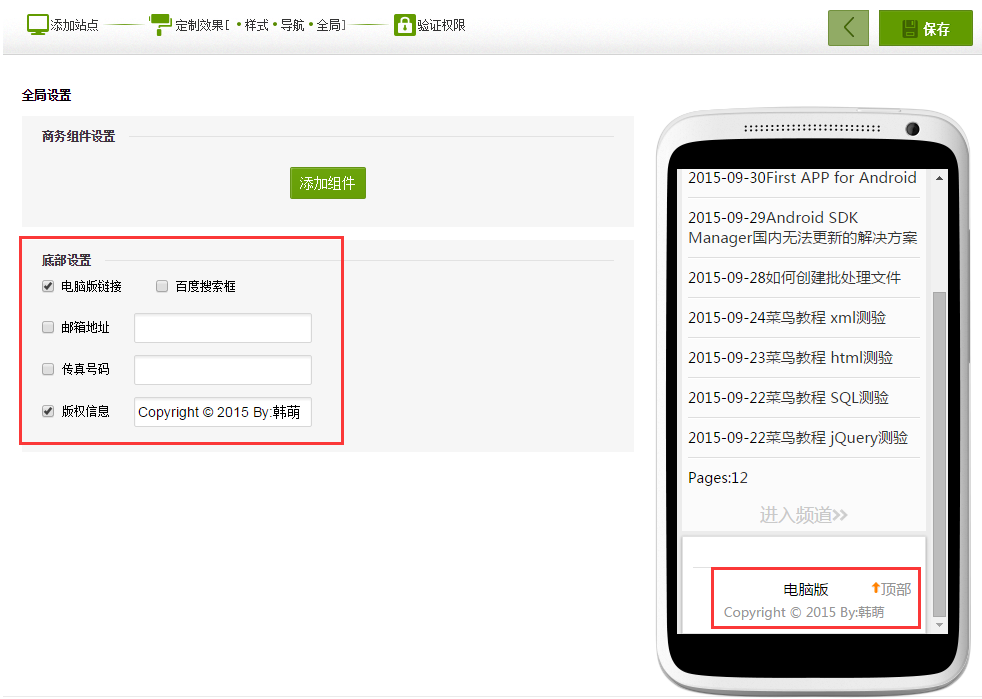 添加站点 定制效果[ •样式•导航•全局] 验证权限 保存
全局设置
商务组件设置
添加组件
底部设置
电脑版链接 百度搜索框
邮箱地址
传真号码
版权信息 Copyright © 2015 By:韩萌
2015-09-30First APP for Android
2015-09-29Android SDK
Manager国内无法更新的解决方案
2015-09-28如何创建批处理文件
2015-09-24菜鸟教程 xml测验
2015-09-23菜鸟教程 html测验
2015-09-22菜鸟教程 SQL测验
2015-09-22菜鸟教程 jQuery测验
Pages:12
进入频道>>
电脑版 顶部
Copyright © 2015 By:韩萌